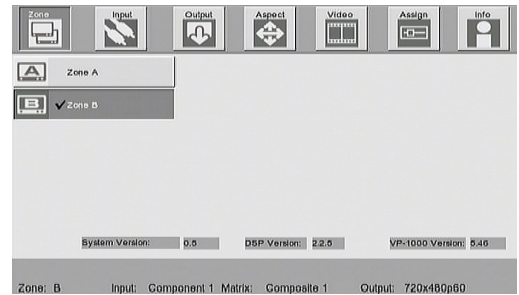 Zone Input Output Aspect Video Assign Info
A Zone A
B ✔Zone B
System Version: 0.5 DSP Version: 2.2.5 VP-1000 Version: 5.46
Zone: B Input: Component 1 Matrix: Composite 1 Output: 720x480p60